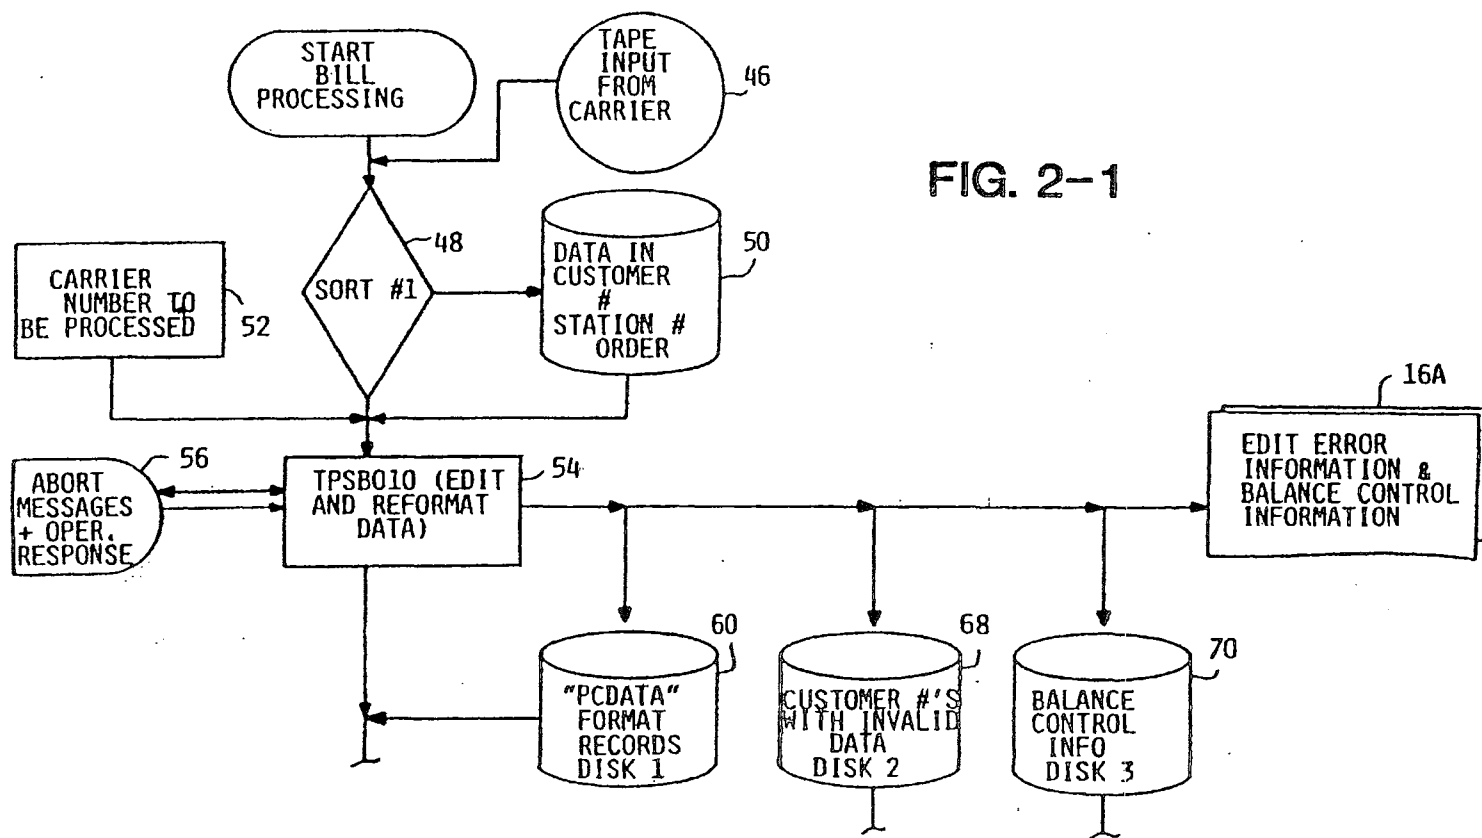 START
BILL
PROCESSING
TAPE
INPUT
FROM
CARRIER
46
FIG. 2-1
48
SORT #1
DATA IN
CUSTOMER
#
STATION #
ORDER
50
CARRIER
NUMBER TO
BE PROCESSED
52
16A
EDIT ERROR
INFORMATION &
BALANCE CONTROL
INFORMATION
56
ABORT
MESSAGES
+ OPER.
RESPONSE
TPSB010 (EDIT
AND REFORMAT
DATA)
54
60
"PCDATA"
FORMAT
RECORDS
DISK 1
68
CUSTOMER #'S
WITH INVALID
DATA
DISK 2
70
BALANCE
CONTROL
INFO
DISK 3